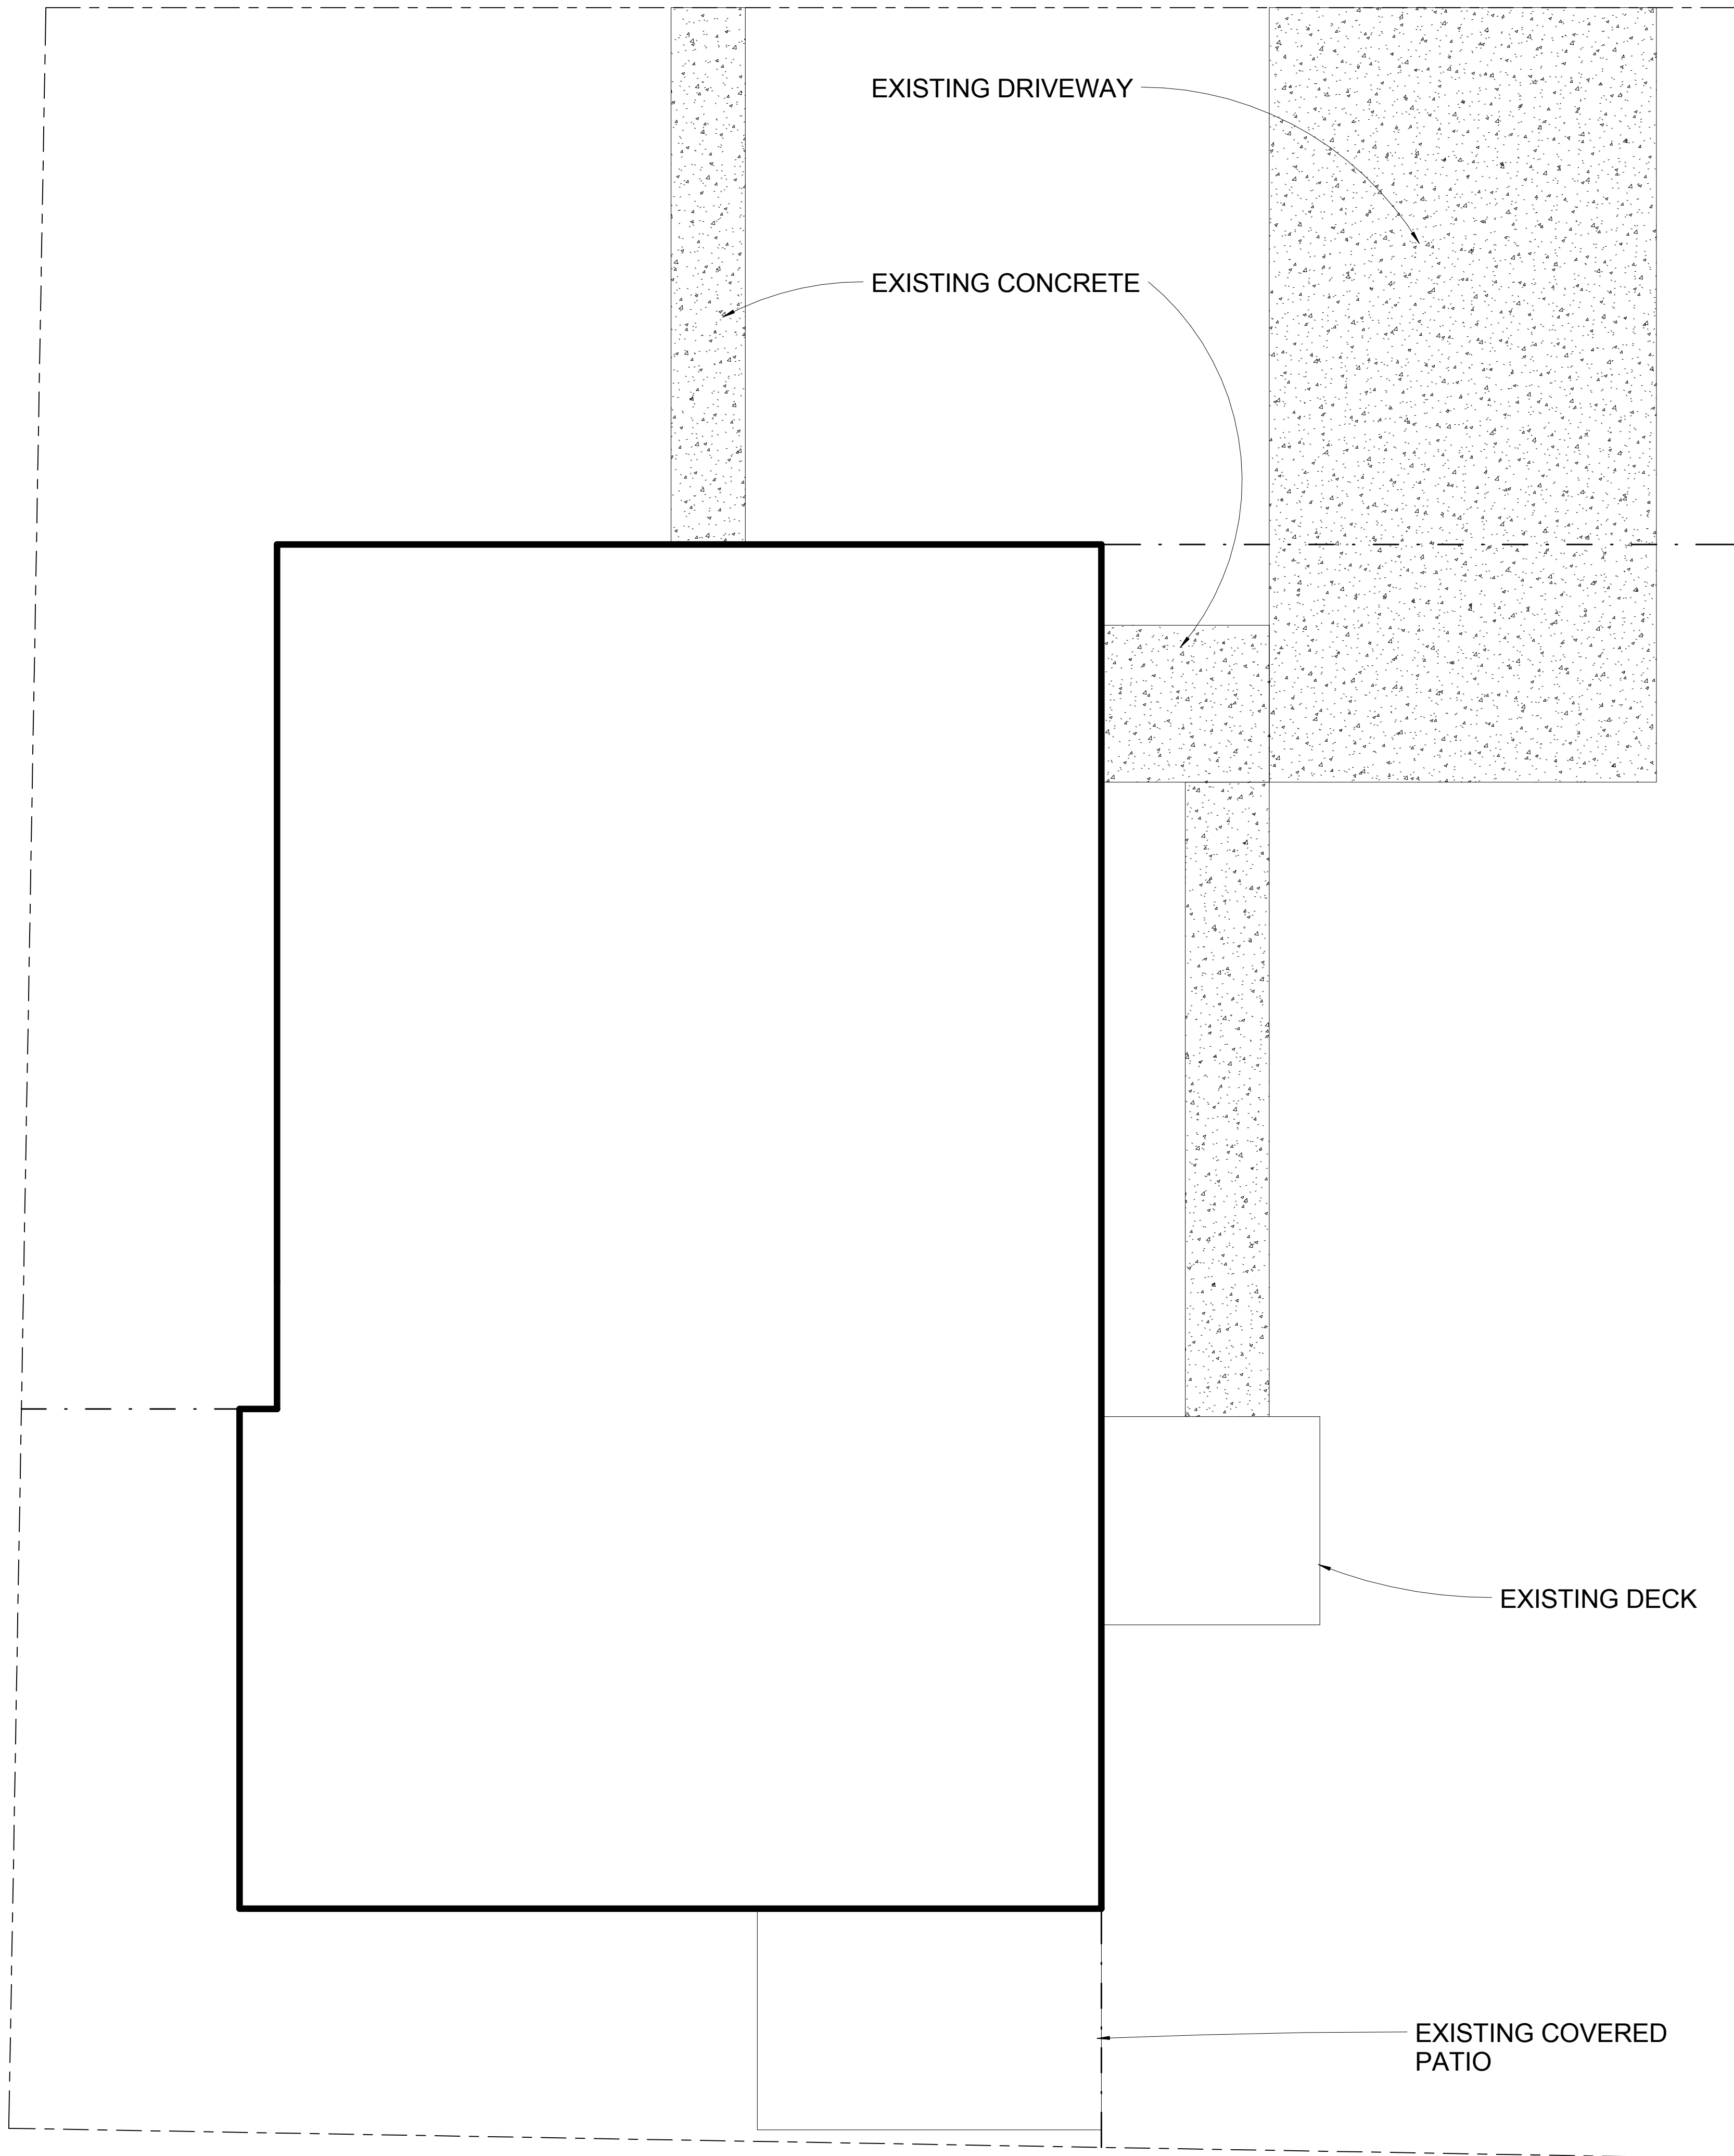 EXISTING DRIVEWAY
EXISTING CONCRETE
EXISTING DECK
EXISTING COVERED
PATIO